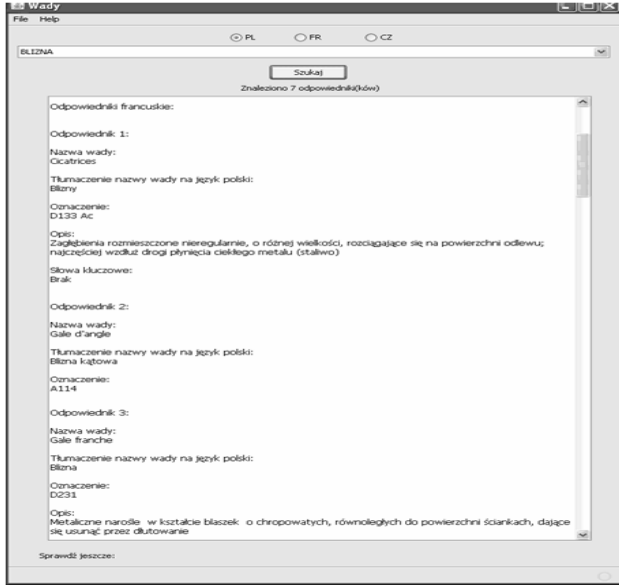 Wady
File Help
PL FR CZ
BLIZNA
Szukaj
Znaleziono 7 odpowiedniki(ków)
Odpowiedniki francuskie:
Odpowiednik 1:
Nazwa wady:
Cicatrices
Tłumaczenie nazwy wady na język polski:
Blizny
Oznaczenie:
D133 Ac
Opis:
Zagłębienia rozmieszczone nieregularnie, o różnej wielkości, rozciągające się na powierzchni odlewu;
najczęściej wzdłuż drogi płynięcia ciekłego metalu (staliwo)
Słowa kluczowe:
Brak
Odpowiednik 2:
Nazwa wady:
Gale d'angle
Tłumaczenie nazwy wady na język polski:
Blizna kątowa
Oznaczenie:
A114
Odpowiednik 3:
Nazwa wady:
Gale franche
Tłumaczenie nazwy wady na język polski:
Blizna
Oznaczenie:
D231
Opis:
Metaliczne narośle w kształcie blaszek o chropowatych, równoległych do powierzchni ściankach, dające
się usunąć przez dłutowanie
Sprawdź jeszcze: